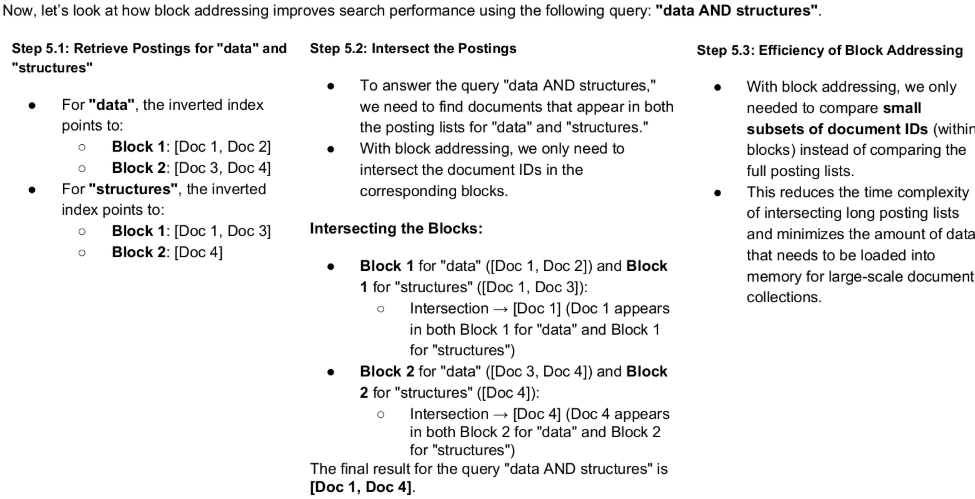 Now, let's look at how block addressing improves search performance using the following query: "data AND structures".
Step 5.1: Retrieve Postings for "data" and
"structures"
● For "data", the inverted index
points to:
○ Block 1: [Doc 1, Doc 2]
○ Block 2: [Doc 3, Doc 4]
● For "structures", the inverted
index points to:
○ Block 1: [Doc 1, Doc 3]
○ Block 2: [Doc 4]
Step 5.2: Intersect the Postings
● To answer the query "data AND structures,"
we need to find documents that appear in both
the posting lists for "data" and "structures."
● With block addressing, we only need to
intersect the document IDs in the
corresponding blocks.
Intersecting the Blocks:
● Block 1 for "data" ([Doc 1, Doc 2]) and Block
1 for "structures" ([Doc 1, Doc 3]):
○ Intersection → [Doc 1] (Doc 1 appears
in both Block 1 for "data" and Block 1
for "structures")
● Block 2 for "data" ([Doc 3, Doc 4]) and Block
2 for "structures" ([Doc 4]):
○ Intersection → [Doc 4] (Doc 4 appears
in both Block 2 for "data" and Block 2
for "structures")
The final result for the query "data AND structures" is
[Doc 1, Doc 4].
Step 5.3: Efficiency of Block Addressing
● With block addressing, we only
needed to compare small
subsets of document IDs (within
blocks) instead of comparing the
full posting lists.
● This reduces the time complexity
of intersecting long posting lists
and minimizes the amount of data
that needs to be loaded into
memory for large-scale document
collections.